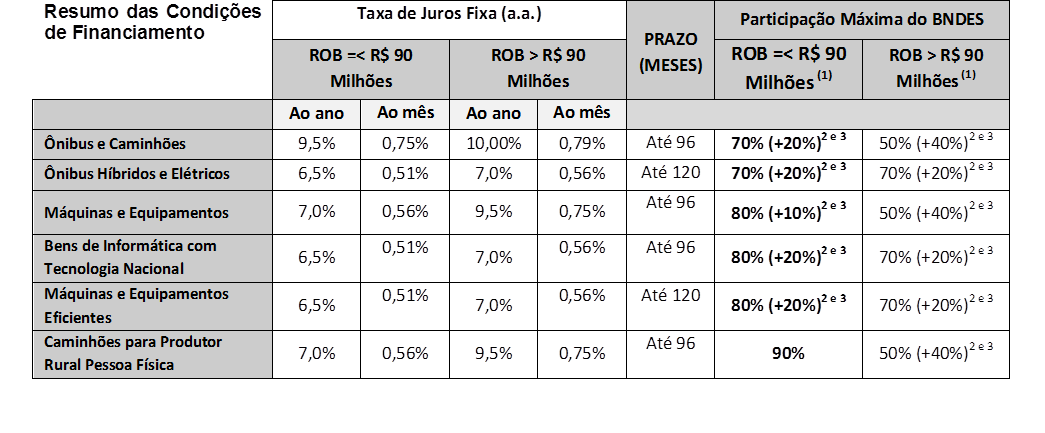 Resumo das Condições
de Financiamento
Taxa de Juros Fixa (a.a.)
PRAZO
(MESES)
Participação Máxima do BNDES
ROB =< R$ 90
Milhões
ROB > R$ 90
Milhões
ROB =< R$ 90
Milhões (1)
ROB > R$ 90
Milhões (1)
Ao ano Ao mês Ao ano Ao mês
Ônibus e Caminhões 9,5% 0,75% 10,00% 0,79% Até 96 70% (+20%)2 e 3 50% (+40%)2 e 3
Ônibus Híbridos e Elétricos 6,5% 0,51% 7,0% 0,56% Até 120 70% (+20%)2 e 3 70% (+20%)2 e 3
Máquinas e Equipamentos 7,0% 0,56% 9,5% 0,75% Até 96 80% (+10%)2 e 3 50% (+40%)2 e 3
Bens de Informática com
Tecnologia Nacional 6,5% 0,51% 7,0% 0,56% Até 96 80% (+20%)2 e 3 70% (+20%)2 e 3
Máquinas e Equipamentos
Eficientes 6,5% 0,51% 7,0% 0,56% Até 120 80% (+20%)2 e 3 70% (+20%)2 e 3
Caminhões para Produtor
Rural Pessoa Física 7,0% 0,56% 9,5% 0,75% Até 96 90% 50% (+40%)2 e 3